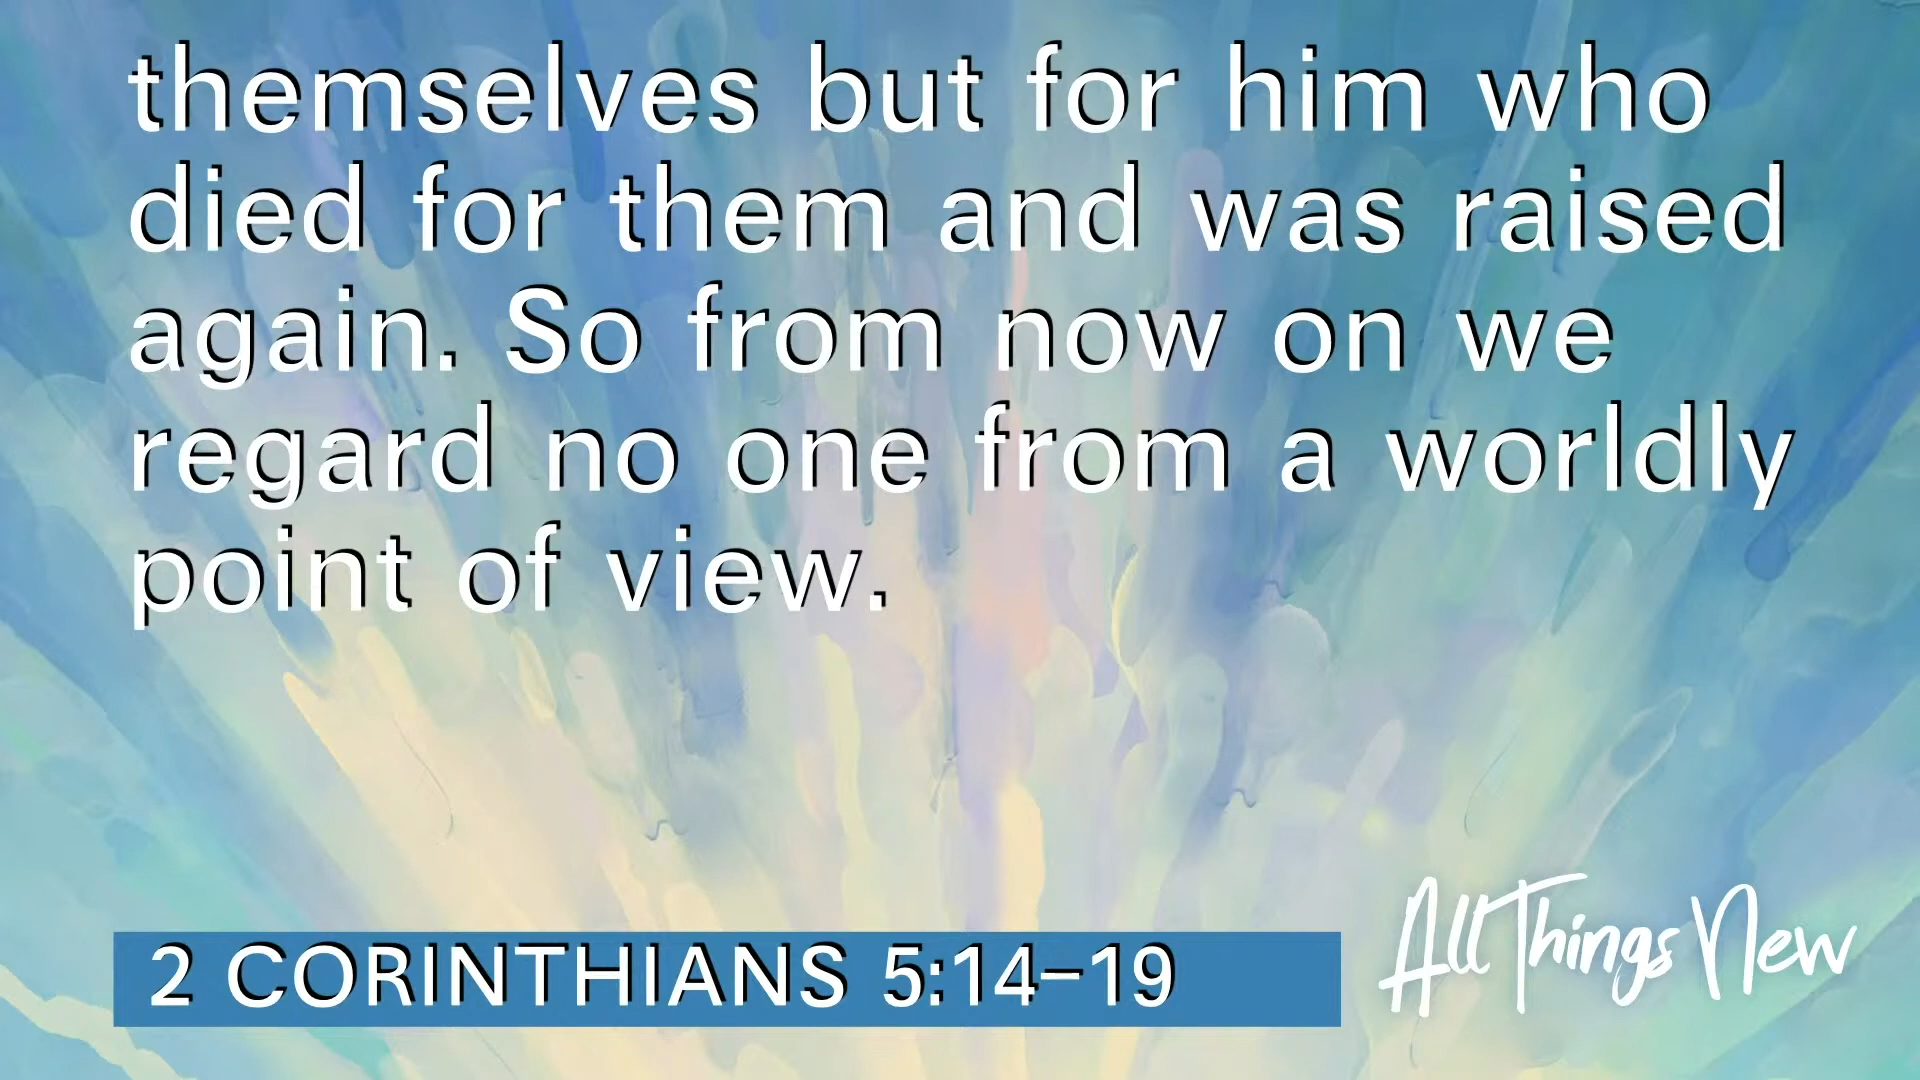 themselves but for him who
died for them and was raised
again. So from now on we
regard no one from a worldly
point of view.
2 CORINTHIANS 5:14–19
All Things New